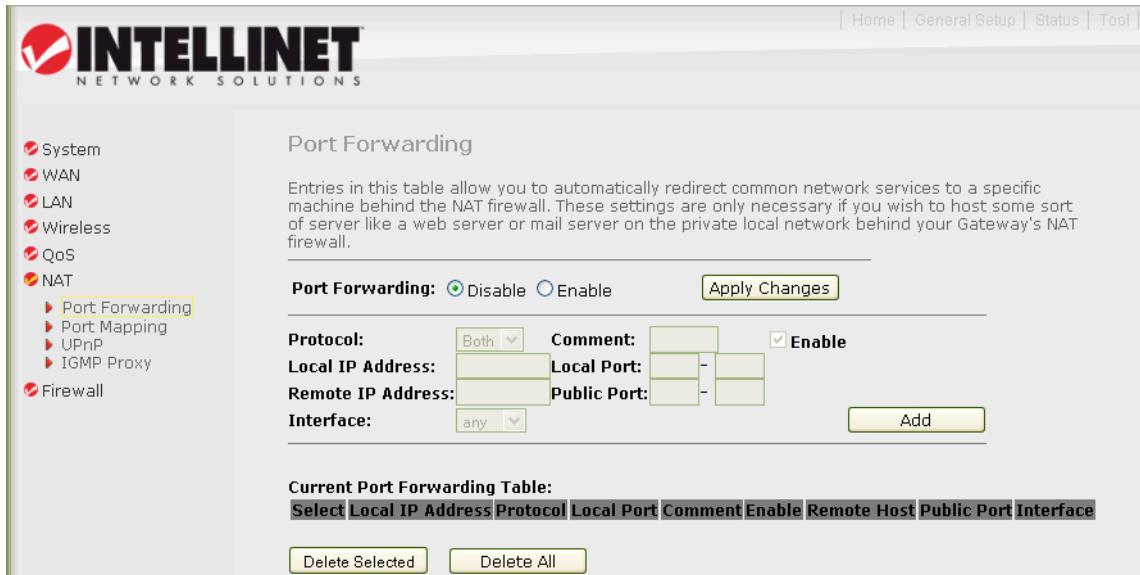 | Home | General Setup | Status | Tool |
INTELLINET
NETWORK SOLUTIONS
System
WAN
LAN
Wireless
QoS
NAT
Port Forwarding
Port Mapping
UPnP
IGMP Proxy
Firewall
Port Forwarding
Entries in this table allow you to automatically redirect common network services to a specific
machine behind the NAT firewall. These settings are only necessary if you wish to host some sort
of server like a web server or mail server on the private local network behind your Gateway's NAT
firewall.
Port Forwarding: Disable Enable Apply Changes
Protocol: Both Comment: Enable
Local IP Address: Local Port: -
Remote IP Address: Public Port: -
Interface: any Add
Current Port Forwarding Table:
Select Local IP Address Protocol Local Port Comment Enable Remote Host Public Port Interface
Delete Selected Delete All